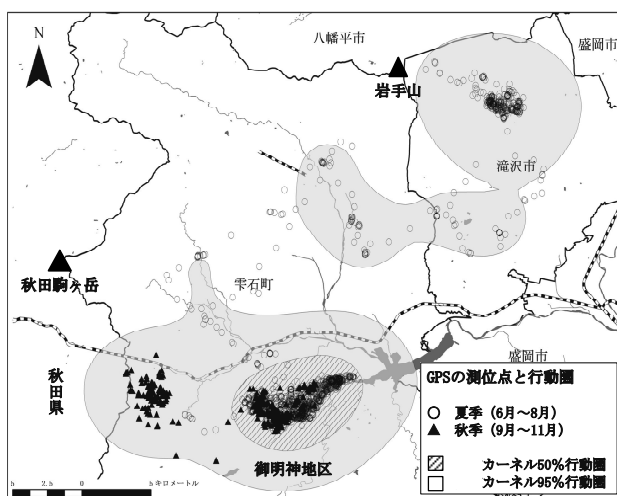 八幡平市
盛岡市
N
岩手山
滝沢市
秋田駒ヶ岳
雫石町
盛岡市
秋田県
御明神地区
GPSの測位点と行動圏
夏季（6月～8月）
秋季（9月～11月）
カーネル50％行動圏
カーネル95％行動圏
5 0 5 キロメートル